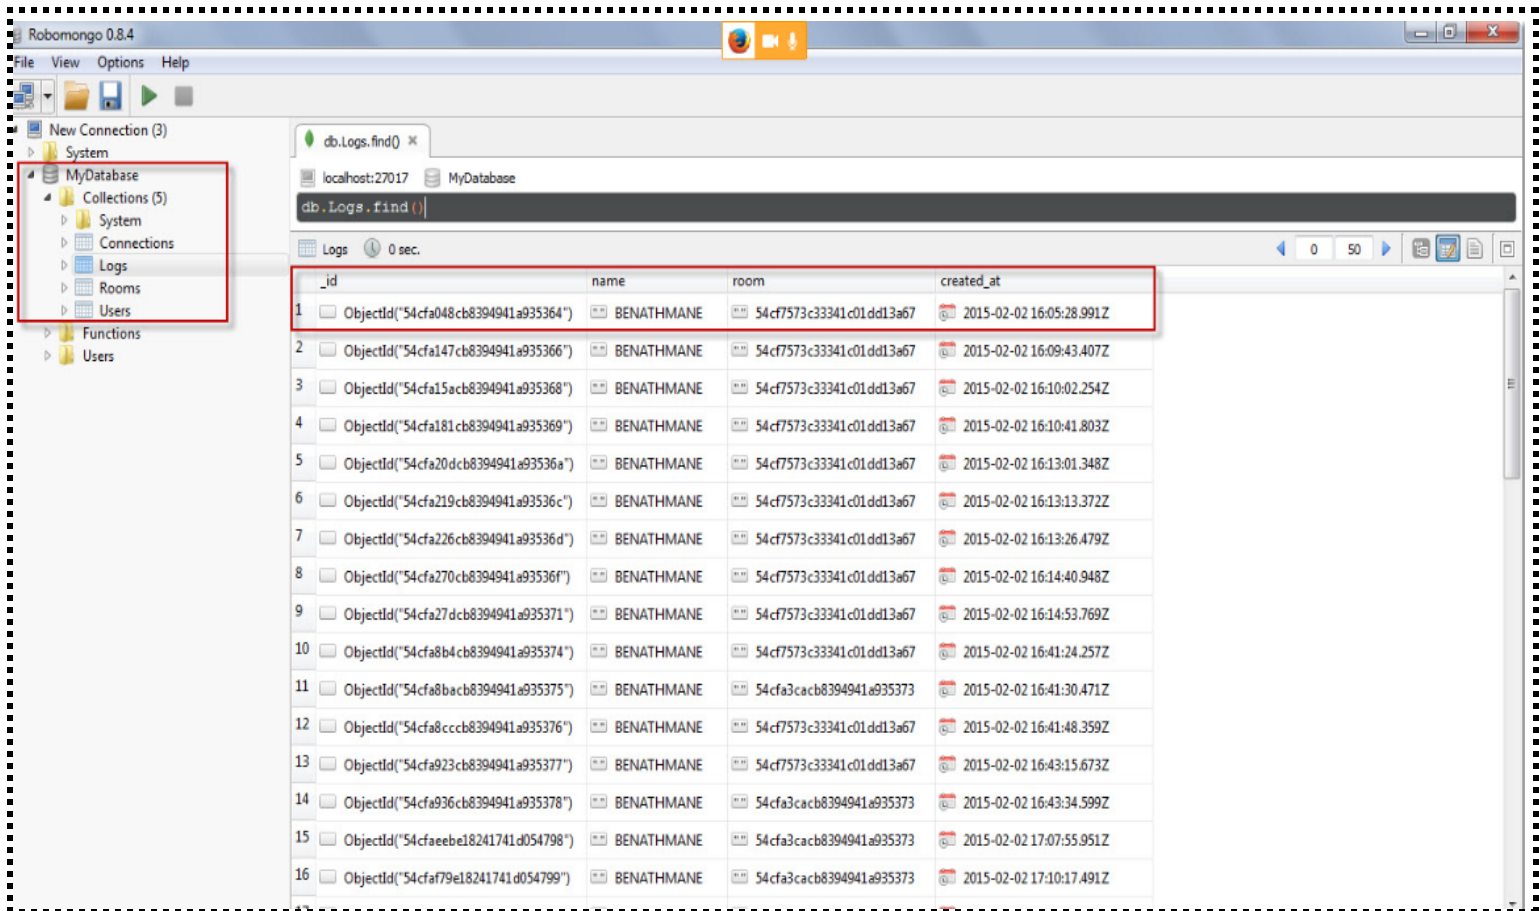 Robomongo 0.8.4
File View Options Help
New Connection (3)
System
MyDatabase
Collections (5)
System
Connections
Logs
Rooms
Users
Functions
Users
db.Logs.find()
localhost:27017 MyDatabase
db.Logs.find()
Logs 0 sec. 0 50
_id name room created_at
1 ObjectId("54cfa048cb8394941a935364") BENATHMANE 54cf7573c33341c01dd13a67 2015-02-02 16:05:28.991Z
2 ObjectId("54cfa147cb8394941a935366") BENATHMANE 54cf7573c33341c01dd13a67 2015-02-02 16:09:43.407Z
3 ObjectId("54cfa15acb8394941a935368") BENATHMANE 54cf7573c33341c01dd13a67 2015-02-02 16:10:02.254Z
4 ObjectId("54cfa181cb8394941a935369") BENATHMANE 54cf7573c33341c01dd13a67 2015-02-02 16:10:41.803Z
5 ObjectId("54cfa20dcb8394941a93536a") BENATHMANE 54cf7573c33341c01dd13a67 2015-02-02 16:13:01.348Z
6 ObjectId("54cfa219cb8394941a93536c") BENATHMANE 54cf7573c33341c01dd13a67 2015-02-02 16:13:13.372Z
7 ObjectId("54cfa226cb8394941a93536d") BENATHMANE 54cf7573c33341c01dd13a67 2015-02-02 16:13:26.479Z
8 ObjectId("54cfa270cb8394941a93536f") BENATHMANE 54cf7573c33341c01dd13a67 2015-02-02 16:14:40.948Z
9 ObjectId("54cfa27dcb8394941a935371") BENATHMANE 54cf7573c33341c01dd13a67 2015-02-02 16:14:53.769Z
10 ObjectId("54cfa8b4cb8394941a935374") BENATHMANE 54cf7573c33341c01dd13a67 2015-02-02 16:41:24.257Z
11 ObjectId("54cfa8bacb8394941a935375") BENATHMANE 54cfa3cacb8394941a935373 2015-02-02 16:41:30.471Z
12 ObjectId("54cfa8cccb8394941a935376") BENATHMANE 54cf7573c33341c01dd13a67 2015-02-02 16:41:48.359Z
13 ObjectId("54cfa923cb8394941a935377") BENATHMANE 54cf7573c33341c01dd13a67 2015-02-02 16:43:15.673Z
14 ObjectId("54cfa936cb8394941a935378") BENATHMANE 54cfa3cacb8394941a935373 2015-02-02 16:43:34.599Z
15 ObjectId("54cfaeebe18241741d054798") BENATHMANE 54cfa3cacb8394941a935373 2015-02-02 17:07:55.951Z
16 ObjectId("54cfaf79e18241741d054799") BENATHMANE 54cfa3cacb8394941a935373 2015-02-02 17:10:17.491Z